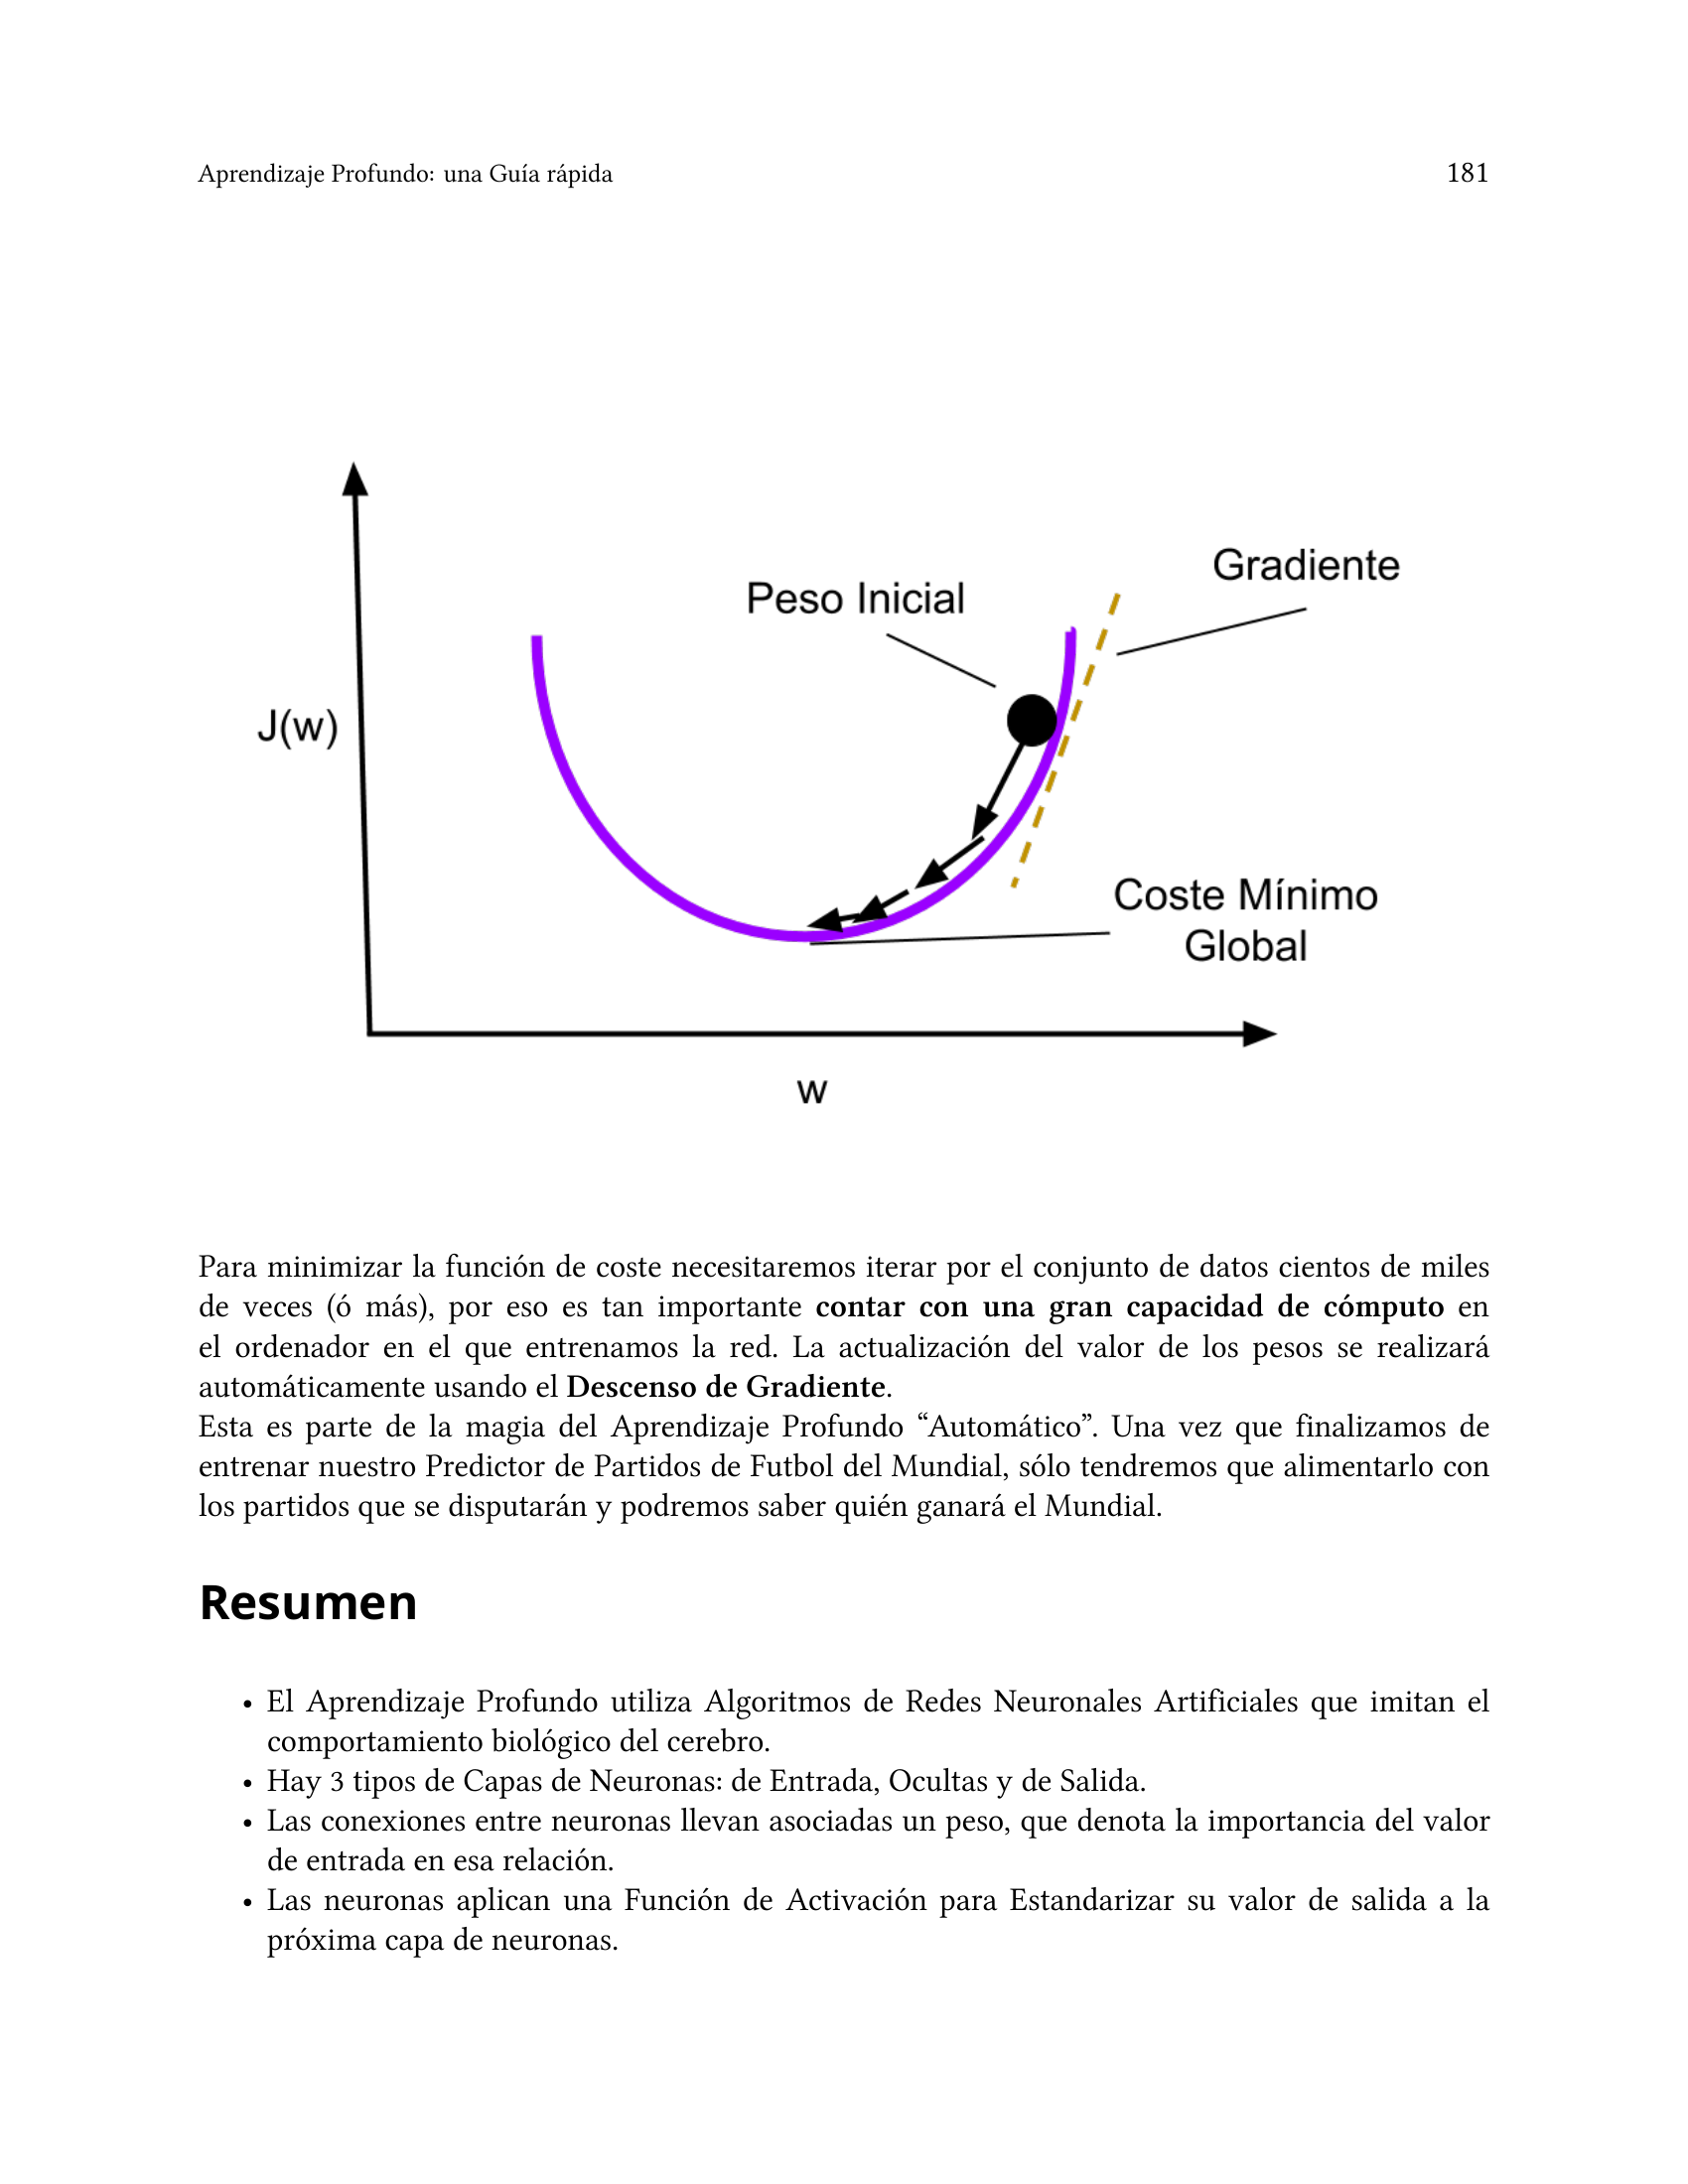 Aprendizaje Profundo: una Guía rápida 181
Gradiente
Peso Inicial
J(w)
Coste Mínimo
Global
w
Para minimizar la función de coste necesitaremos iterar por el conjunto de datos cientos de miles
de veces (ó más), por eso es tan importante contar con una gran capacidad de cómputo en
el ordenador en el que entrenamos la red. La actualización del valor de los pesos se realizará
automáticamente usando el Descenso de Gradiente.
Esta es parte de la magia del Aprendizaje Profundo “Automático”. Una vez que finalizamos de
entrenar nuestro Predictor de Partidos de Futbol del Mundial, sólo tendremos que alimentarlo con
los partidos que se disputarán y podremos saber quién ganará el Mundial.
Resumen
• El Aprendizaje Profundo utiliza Algoritmos de Redes Neuronales Artificiales que imitan el
comportamiento biológico del cerebro.
• Hay 3 tipos de Capas de Neuronas: de Entrada, Ocultas y de Salida.
• Las conexiones entre neuronas llevan asociadas un peso, que denota la importancia del valor
de entrada en esa relación.
• Las neuronas aplican una Función de Activación para Estandarizar su valor de salida a la
próxima capa de neuronas.